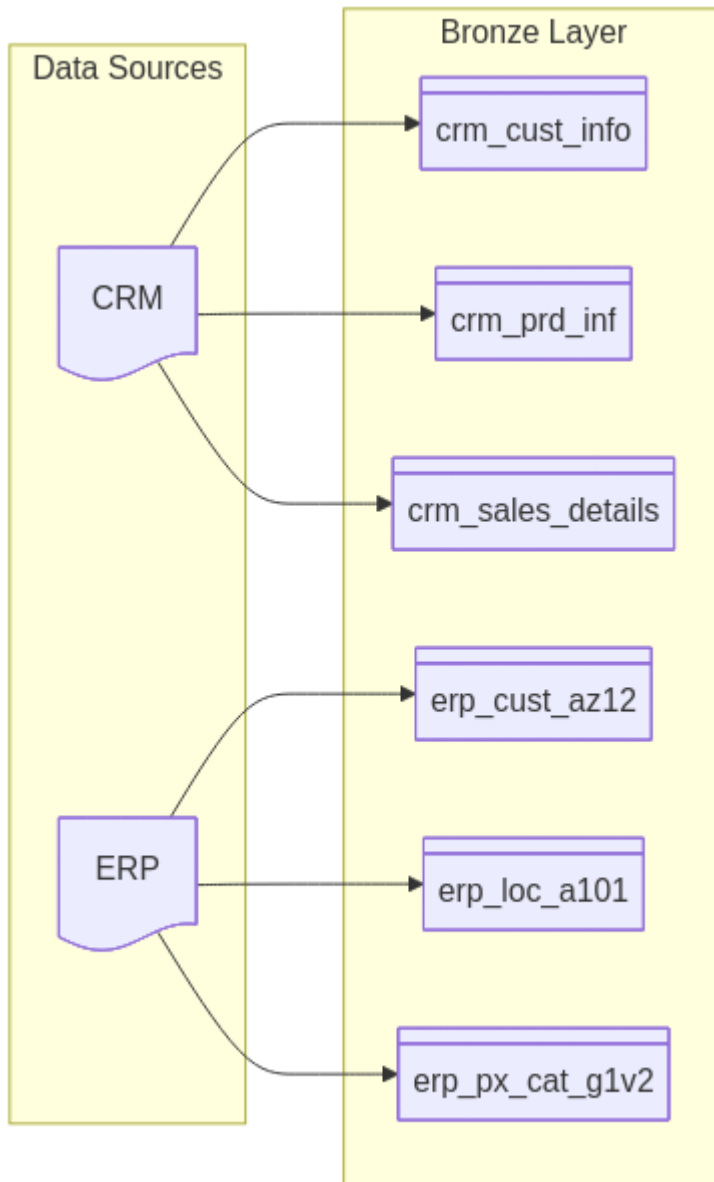 Data Sources
Bronze Layer
CRM
crm_cust_info
crm_prd_inf
crm_sales_details
ERP
erp_cust_az12
erp_loc_a101
erp_px_cat_g1v2